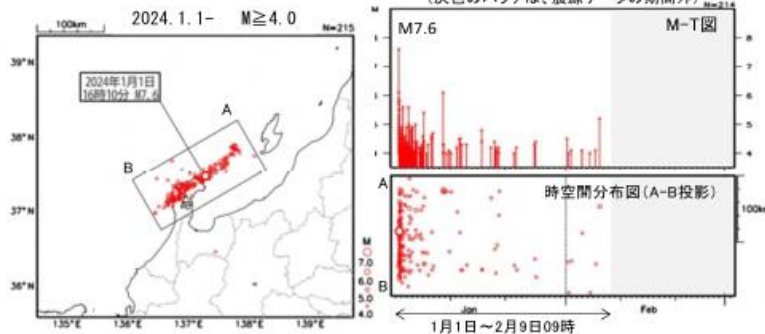 2024.1.1-　M≧4.0
100km
N=215
39°N
38°N
37°N
36°N
135°E
136°E
137°E
138°E
139°E
2024年1月1日
16時10分 M7.6
A
B
M
7.0
6.0
5.0
4.0
N=214
M
M7.6
M-T図
8
7
6
5
4
A
時空間分布図(A-B投影)
100km
B
Jan
Feb
1月1日～2月9日09時